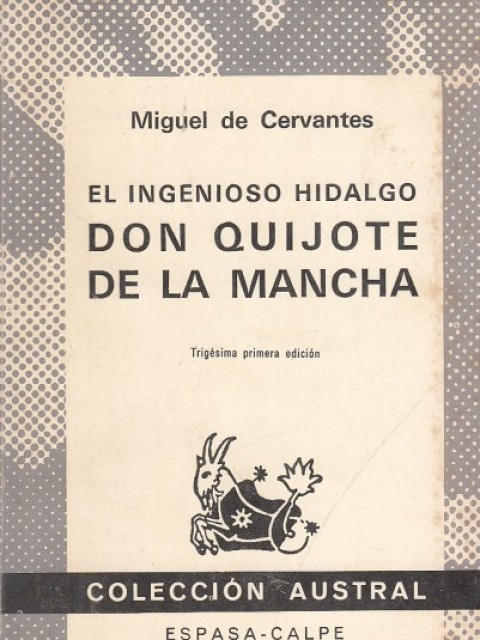 Miguel de Cervantes
EL INGENIOSO HIDALGO
DON QUIJOTE
DE LA MANCHA
Trigésima primera edición
COLECCIÓN AUSTRAL
ESPASA-CALPE